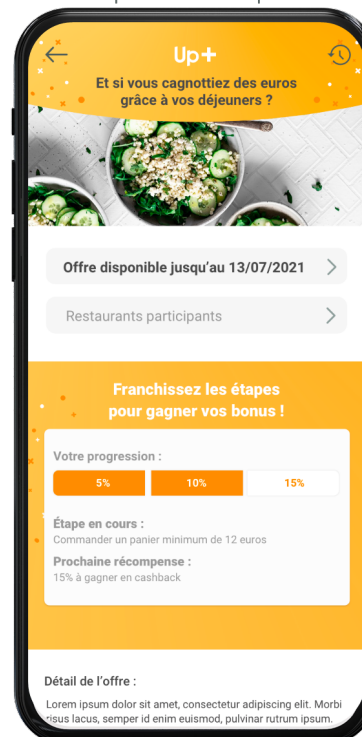 Up+
Et si vous cagnottiez des euros
grâce à vos déjeuners ?
Offre disponible jusqu'au 13/07/2021
Restaurants participants
Franchissez les étapes
pour gagner vos bonus !
Votre progression :
5% 10% 15%
Étape en cours :
Commander un panier minimum de 12 euros
Prochaine récompense :
15% à gagner en cashback
Détail de l'offre :
Lorem ipsum dolor sit amet, consectetur adipiscing elit. Morbi
risus lacus, semper id enim euismod, pulvinar rutrum ipsum.